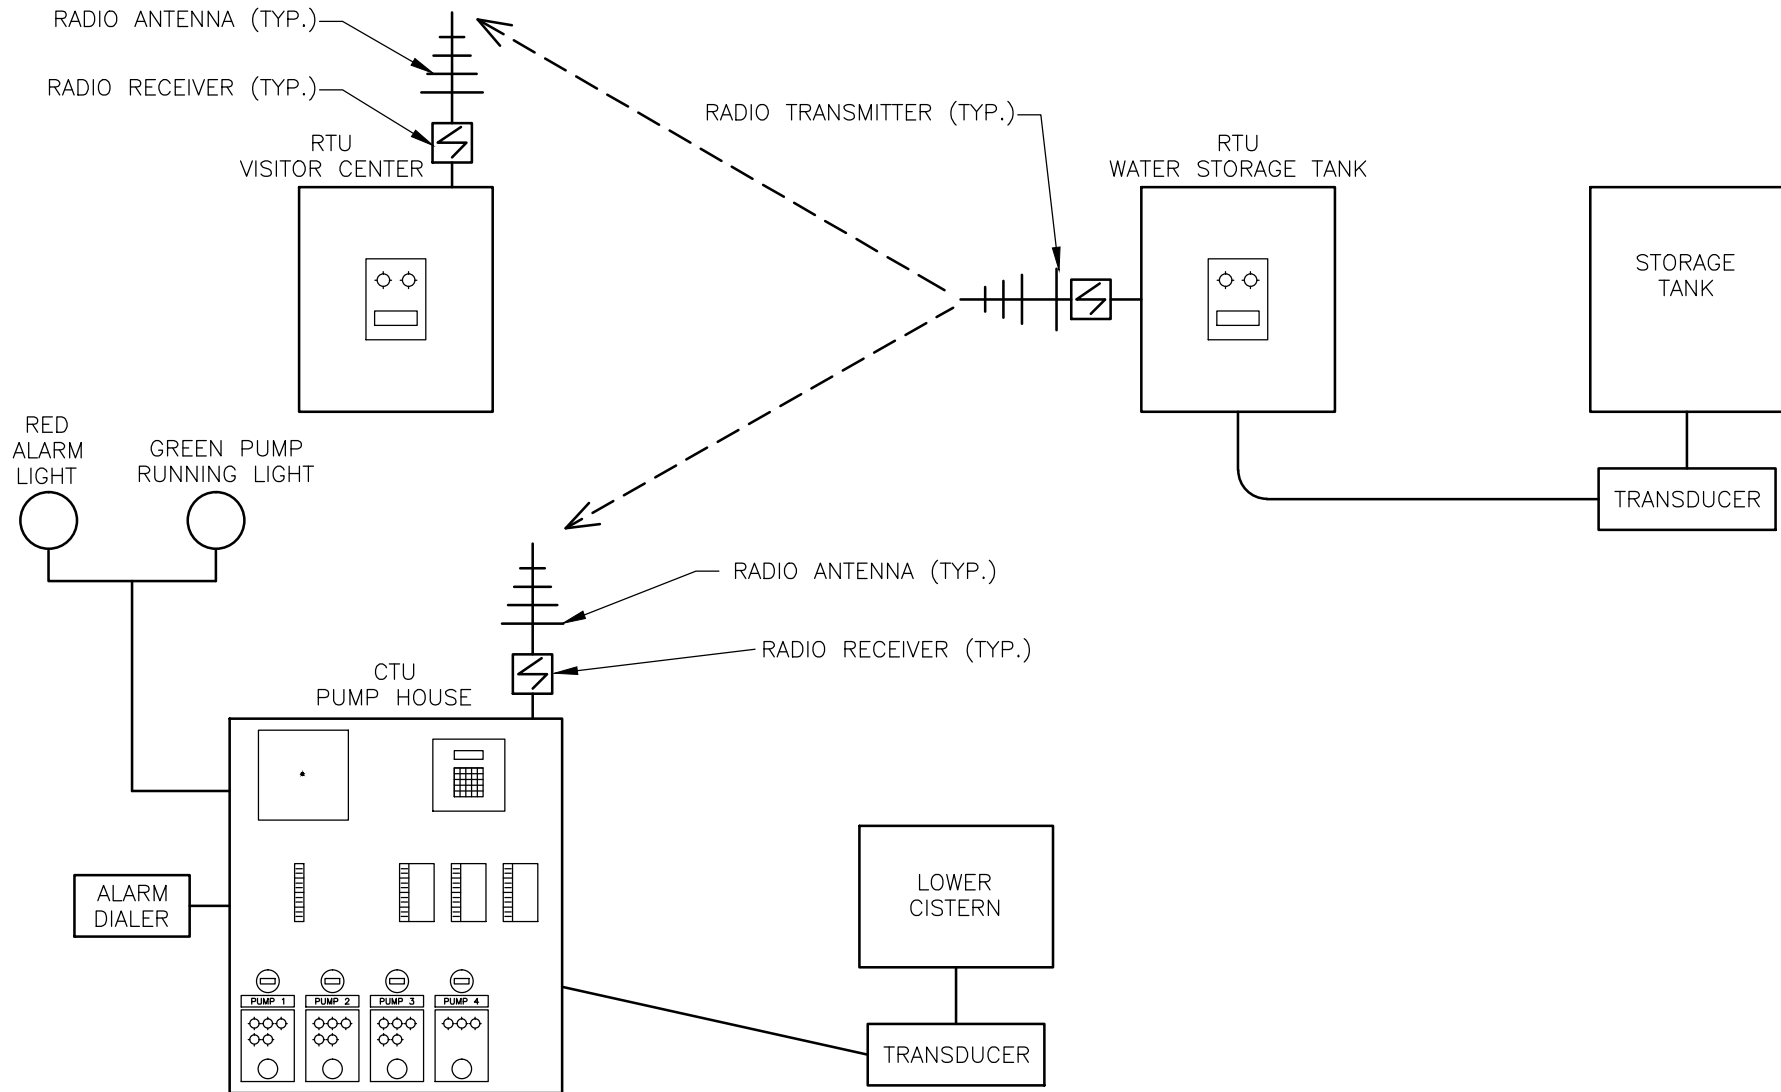 RADIO ANTENNA (TYP.)
RADIO RECEIVER (TYP.)
RTU
VISITOR CENTER
RADIO TRANSMITTER (TYP.)
RTU
WATER STORAGE TANK
STORAGE
TANK
TRANSDUCER
RED
ALARM
LIGHT
GREEN PUMP
RUNNING LIGHT
RADIO ANTENNA (TYP.)
RADIO RECEIVER (TYP.)
CTU
PUMP HOUSE
ALARM
DIALER
LOWER
CISTERN
PUMP 1
PUMP 2
PUMP 3
PUMP 4
TRANSDUCER